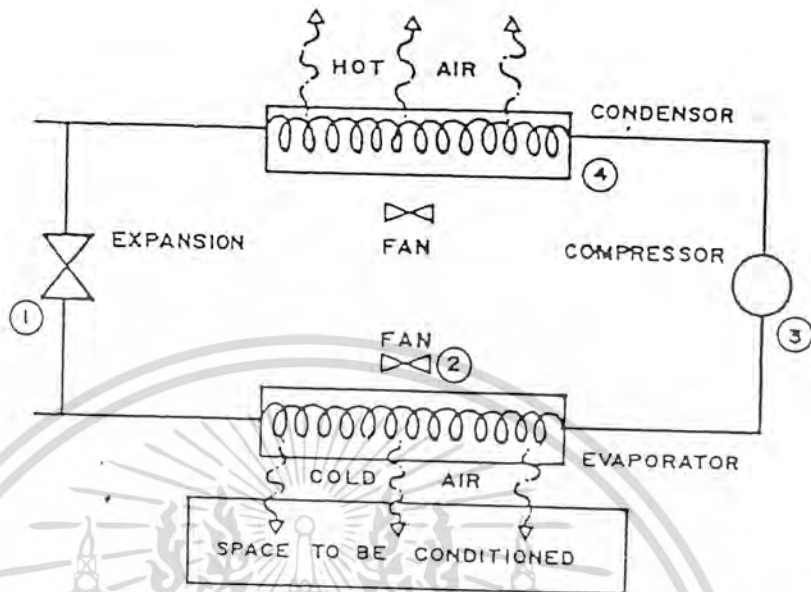 HOT AIR
CONDENSOR
4
EXPANSION
FAN
COMPRESSOR
1
3
FAN
2
EVAPORATOR
COLD AIR
SPACE TO BE CONDITIONED